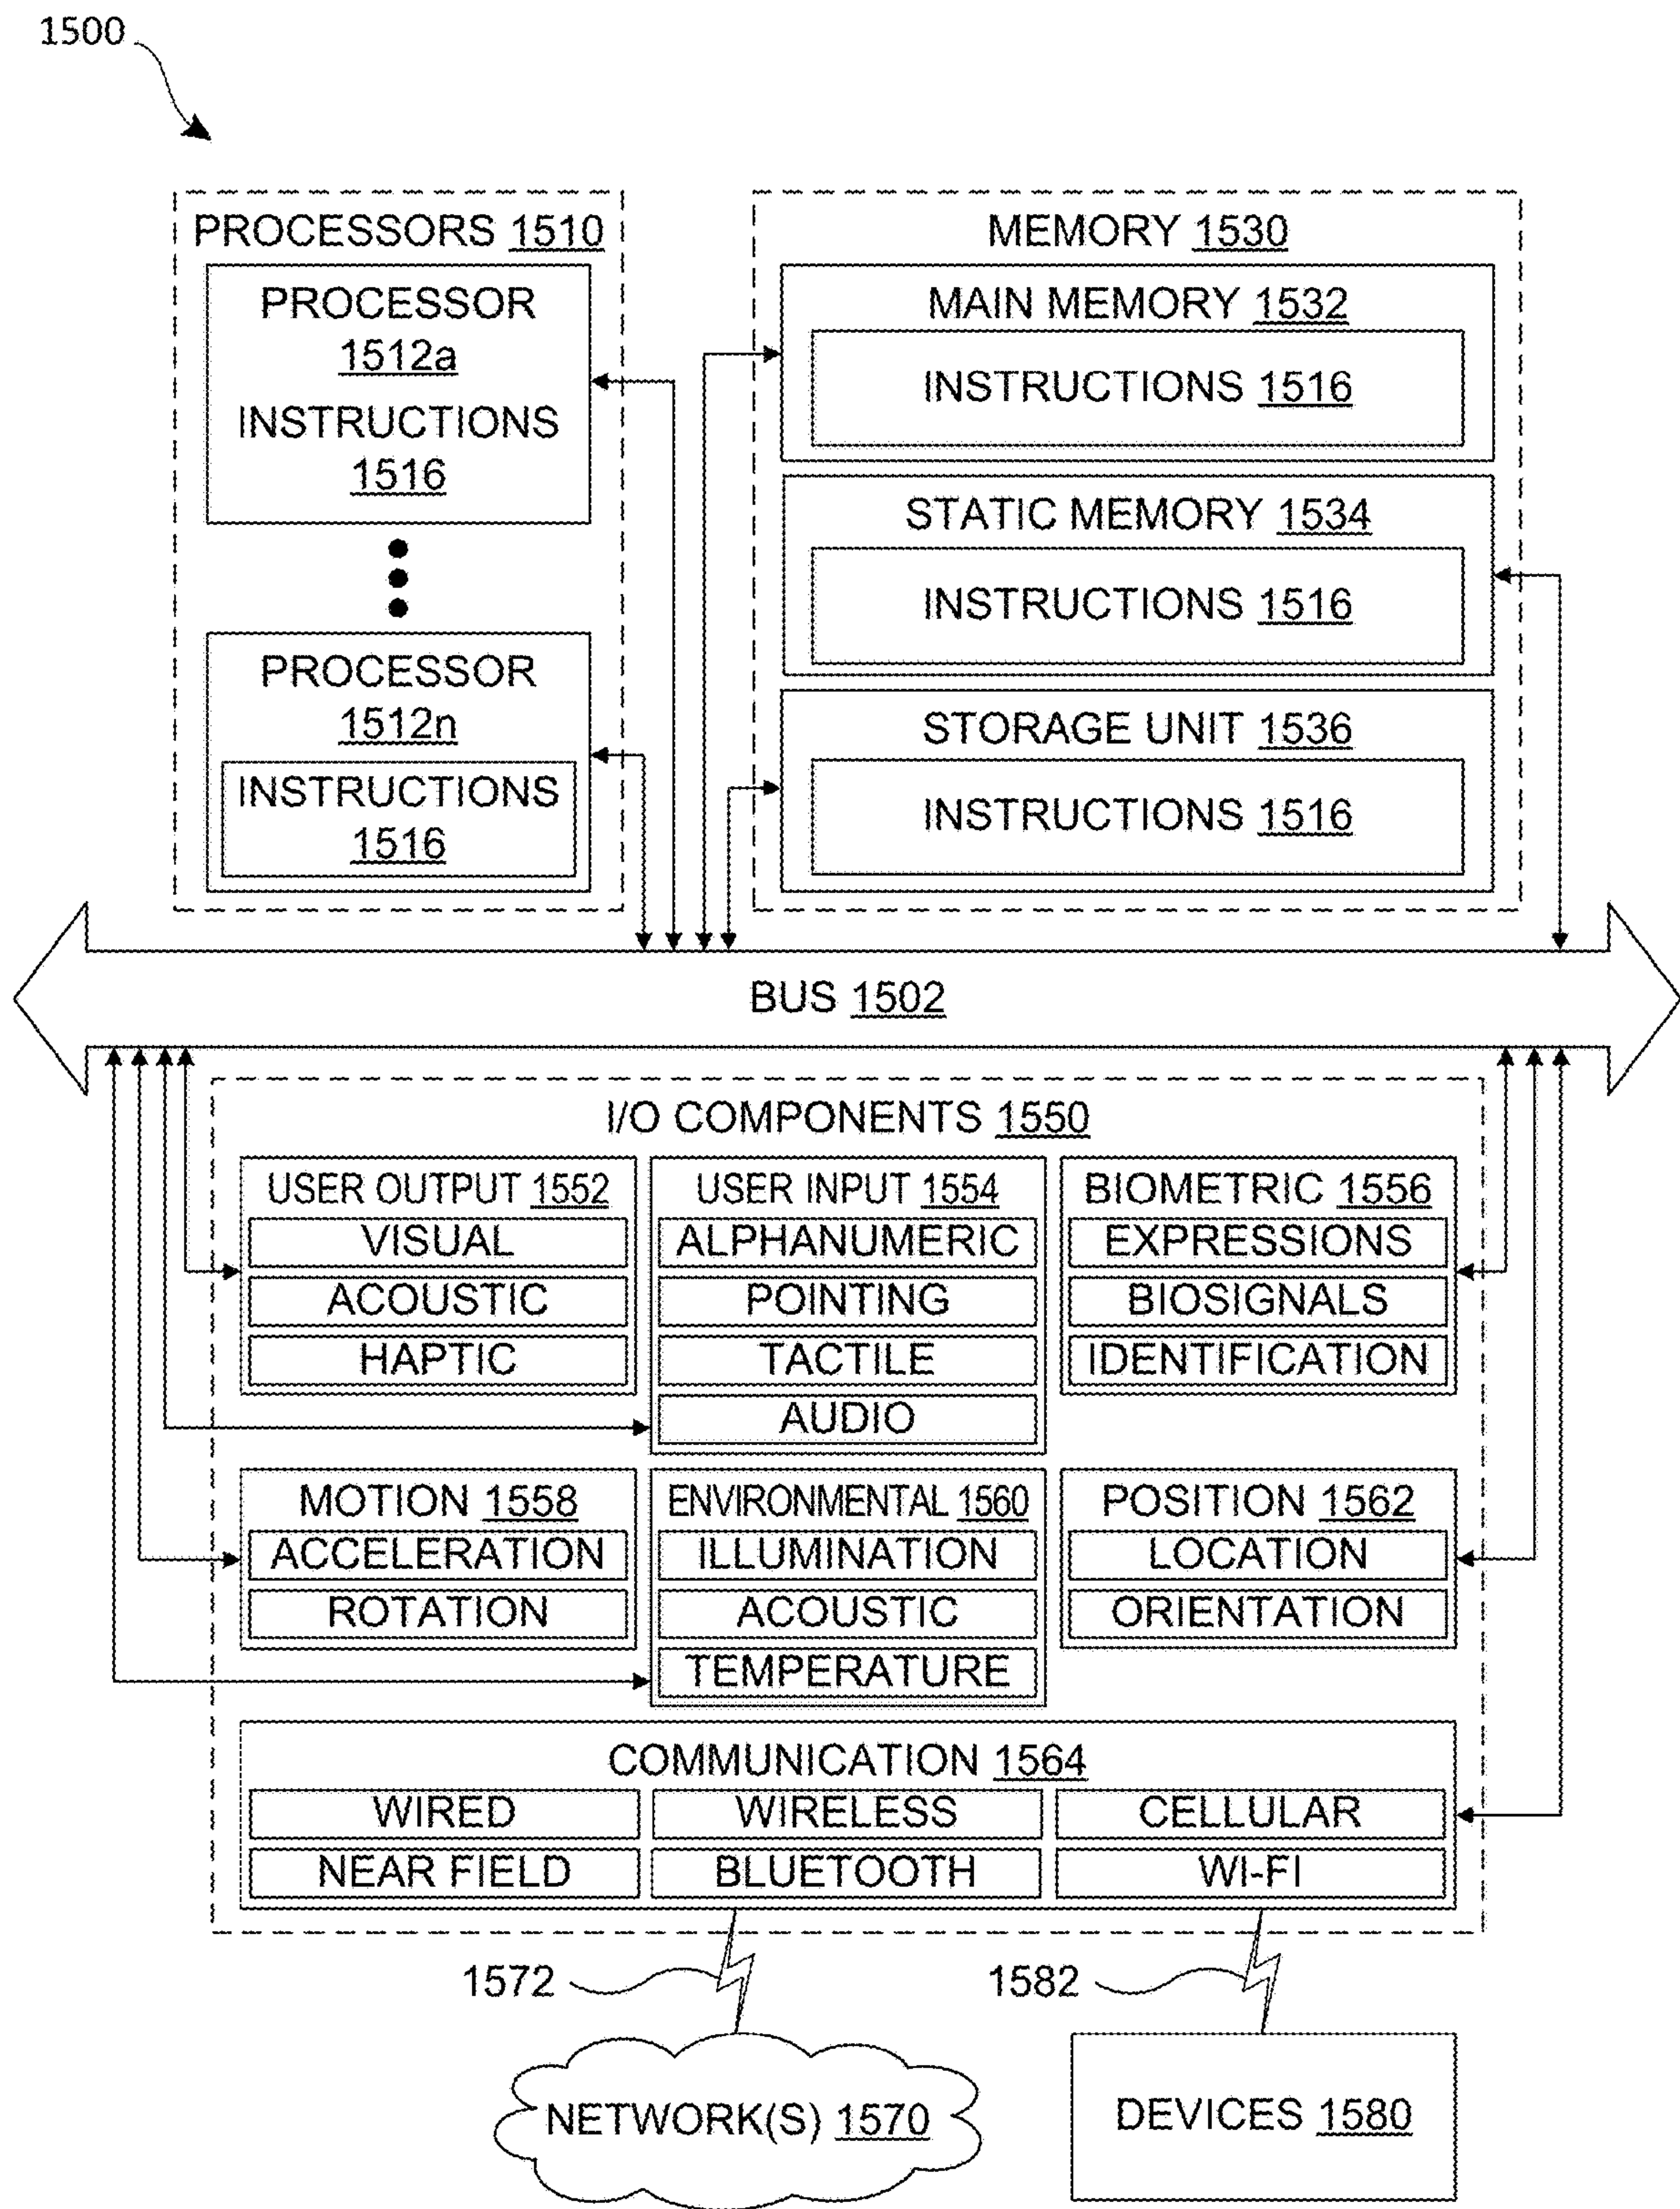 1500
PROCESSORS 1510
PROCESSOR
1512a
INSTRUCTIONS
1516
PROCESSOR
1512n
INSTRUCTIONS
1516
MEMORY 1530
MAIN MEMORY 1532
INSTRUCTIONS 1516
STATIC MEMORY 1534
INSTRUCTIONS 1516
STORAGE UNIT 1536
INSTRUCTIONS 1516
BUS 1502
I/O COMPONENTS 1550
USER OUTPUT 1552
VISUAL
ACOUSTIC
HAPTIC
USER INPUT 1554
ALPHANUMERIC
POINTING
TACTILE
AUDIO
BIOMETRIC 1556
EXPRESSIONS
BIOSIGNALS
IDENTIFICATION
MOTION 1558
ACCELERATION
ROTATION
ENVIRONMENTAL 1560
ILLUMINATION
ACOUSTIC
TEMPERATURE
POSITION 1562
LOCATION
ORIENTATION
COMMUNICATION 1564
WIRED
WIRELESS
CELLULAR
NEAR FIELD
BLUETOOTH
WI-FI
1572
1582
NETWORK(S) 1570
DEVICES 1580